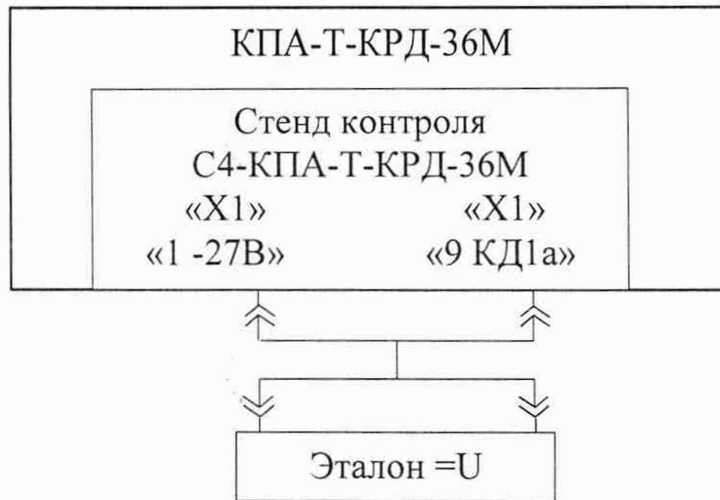 КПА-Т-КРД-36М
Стенд контроля
С4-КПА-Т-КРД-36М
«Х1» «Х1»
«1 -27В» «9 КД1а»
Эталон =U